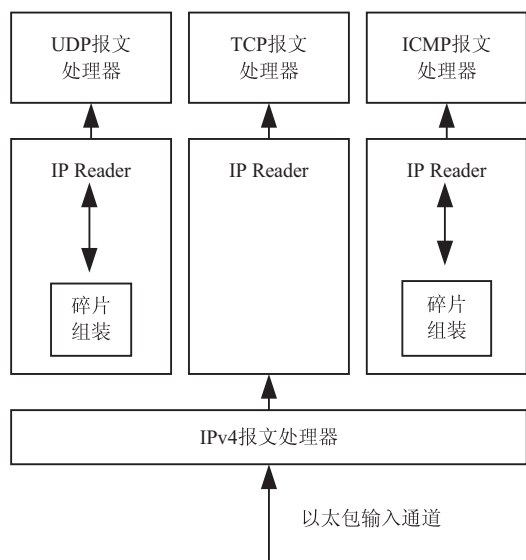 UDP报文
处理器
TCP报文
处理器
ICMP报文
处理器
IP Reader
IP Reader
IP Reader
碎片
组装
碎片
组装
IPv4报文处理器
以太包输入通道